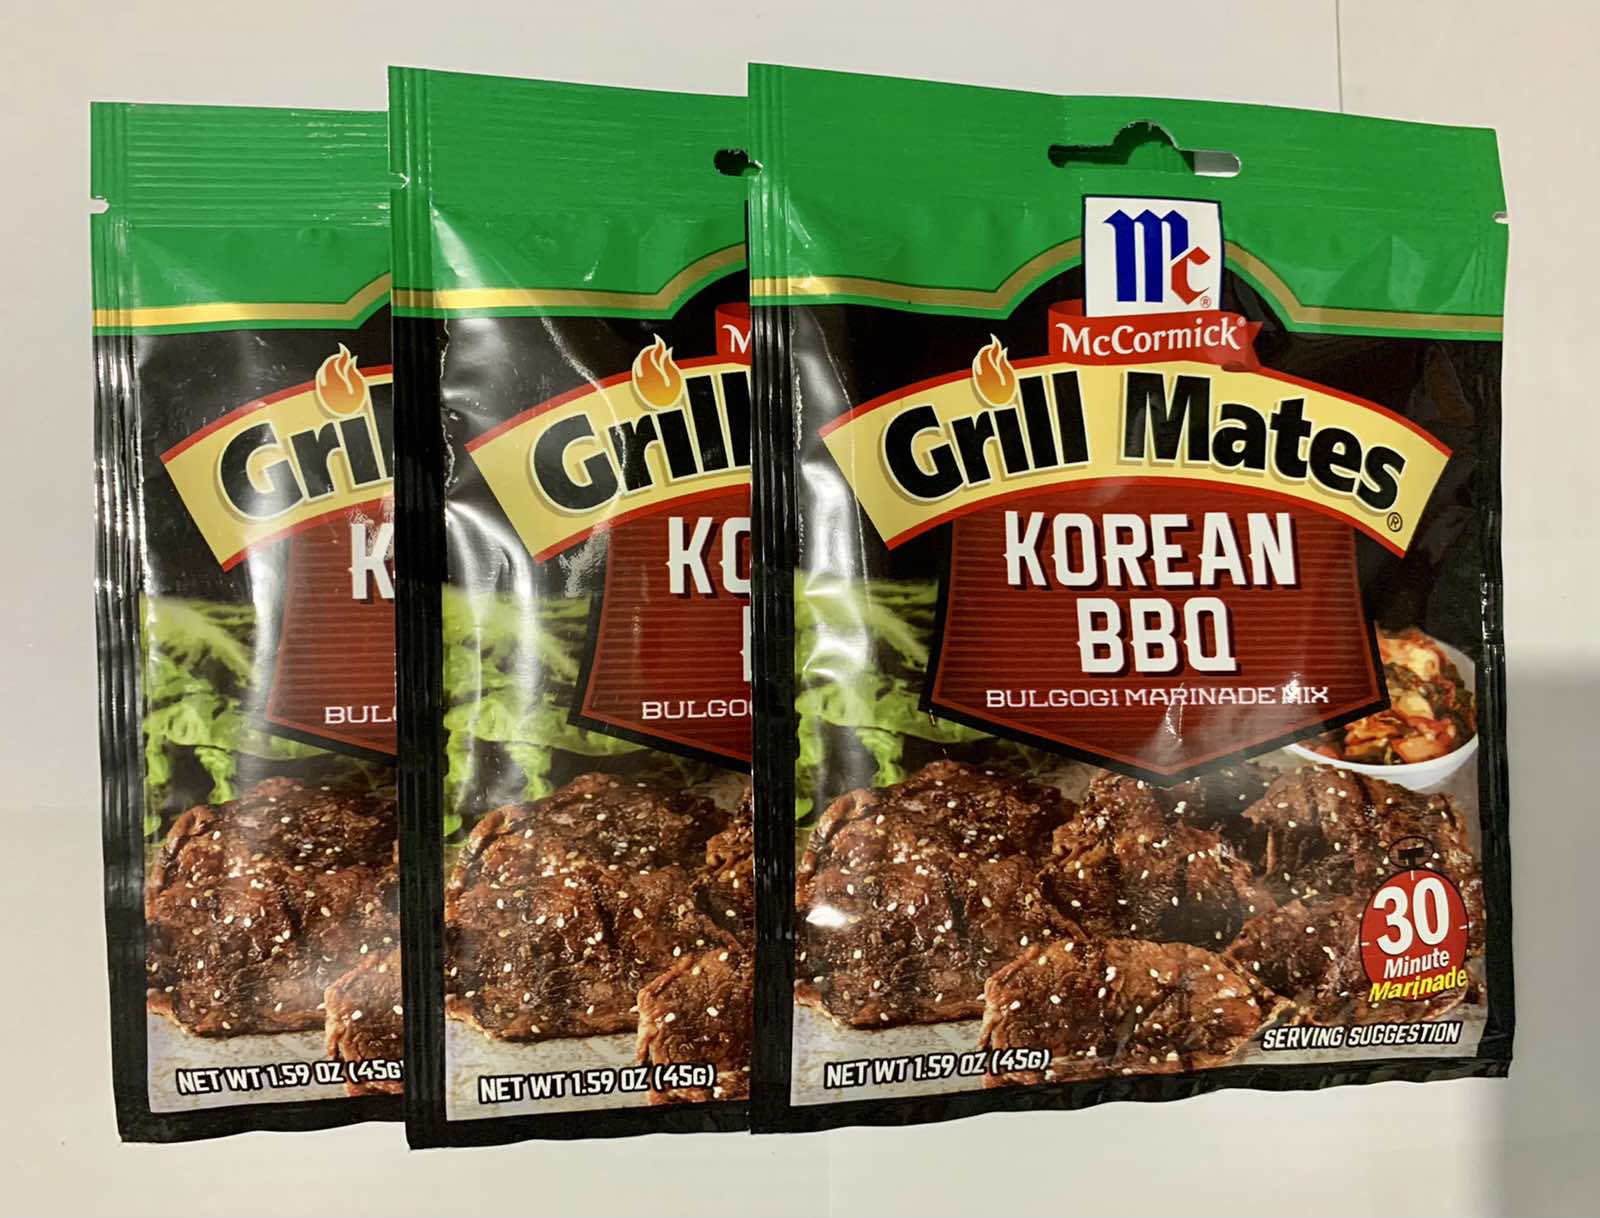 Gril
K
BUL
NET WT 1.59 OZ (45G)
M
Grill
KO
BULGO
NET WT 1.59 OZ (45G)
Mc
McCormick®
Grill Mates®
KOREAN
BBQ
BULGOGI MARINADE MIX
30
Minute
Marinade
SERVING SUGGESTION
NET WT 1.59 OZ (45G)